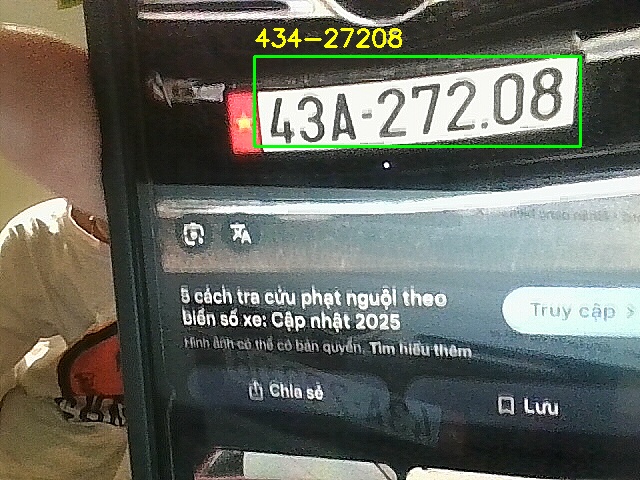 434-27208
43A-272.08
5 cách tra cứu phạt nguội theo
biển số xe: Cập nhật 2025
Truy cập >
Hình ảnh có thể có bản quyền. Tìm hiểu thêm
Chia sẻ
Lưu